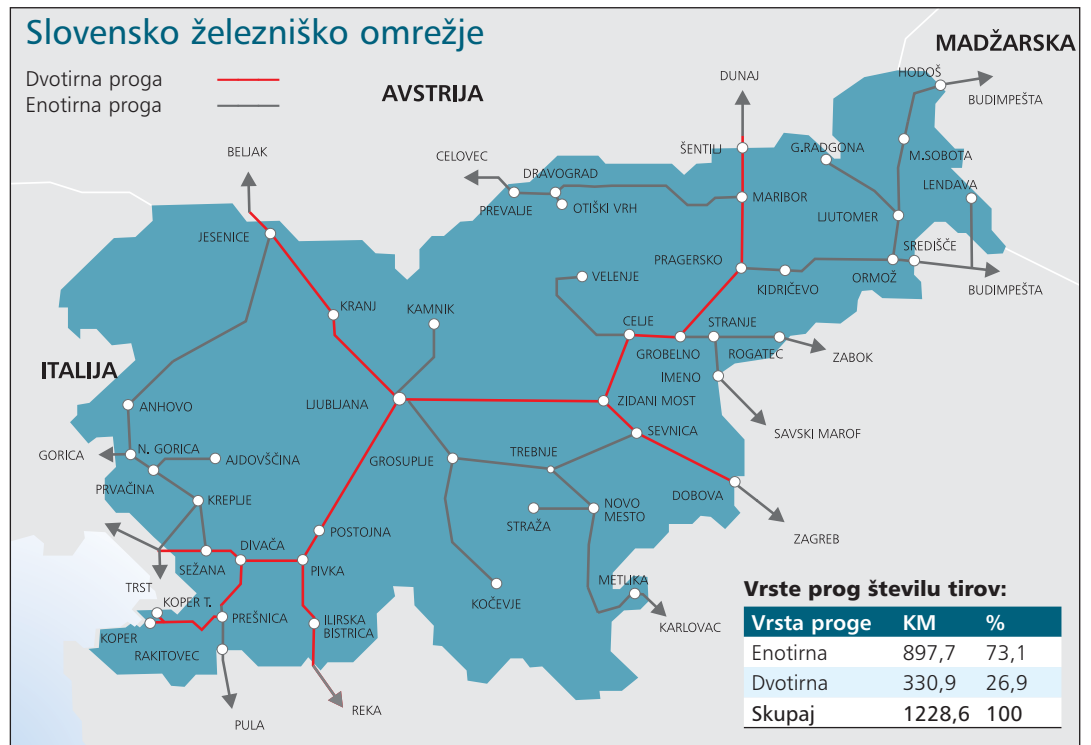 Slovensko železniško omrežje
Dvotirna proga
Enotirna proga
AVSTRIJA
MADŽARSKA
ITALIJA
HODOŠ
BUDIMPEŠTA
DUNAJ
ŠENTILJ
G.RADGONA
M.SOBOTA
LENDAVA
BELJAK
CELOVEC
DRAVOGRAD
PREVALJE
OTIŠKI VRH
MARIBOR
LJUTOMER
JESENICE
SREDIŠČE
PRAGERSKO
VELENJE
KIDRIČEVO
ORMOŽ
BUDIMPEŠTA
KRANJ
KAMNIK
CELJE
STRANJE
GROBELNO
ROGATEC
ZABOK
IMENO
LJUBLJANA
ZIDANI MOST
ANHOVO
SAVSKI MAROF
SEVNICA
GORICA
N. GORICA
AJDOVŠČINA
GROSUPLJE
TREBNJE
PRVAČINA
DOBOVA
KREPLJE
NOVO
MESTO
STRAŽA
POSTOJNA
ZAGREB
DIVAČA
SEŽANA
PIVKA
TRST
METLIKA
KOČEVJE
KOPER T.
PREŠNICA
KOPER
ILIRSKA
BISTRICA
KARLOVAC
RAKITOVEC
REKA
PULA
Vrste prog številu tirov:
Vrsta proge KM %
Enotirna 897,7 73,1
Dvotirna 330,9 26,9
Skupaj 1228,6 100